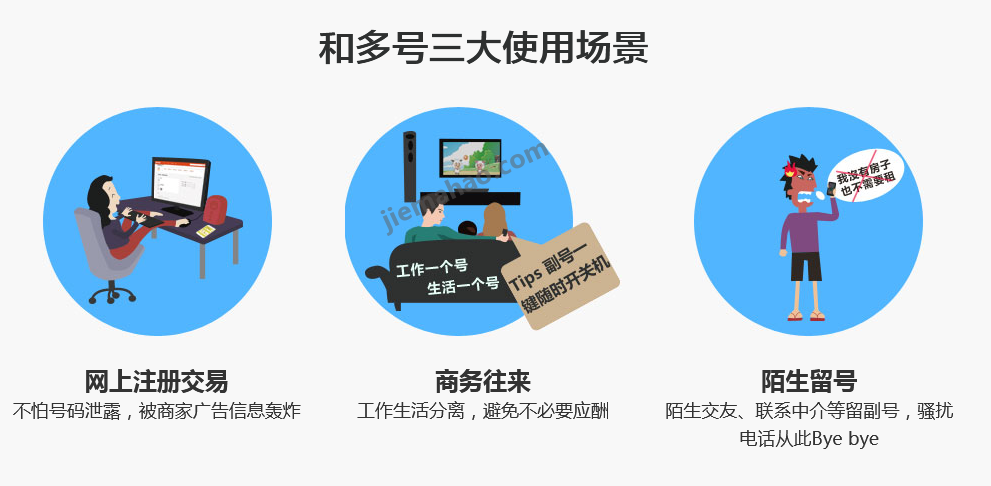 和多号三大使用场景
jiemahao.com
工作一个号
生活一个号
Tips 副号一
键随时开关机
我没有房子
也不需要租
网上注册交易
不怕号码泄露，被商家广告信息轰炸
商务往来
工作生活分离，避免不必要应酬
陌生留号
陌生交友、联系中介等留副号，骚扰
电话从此Bye bye